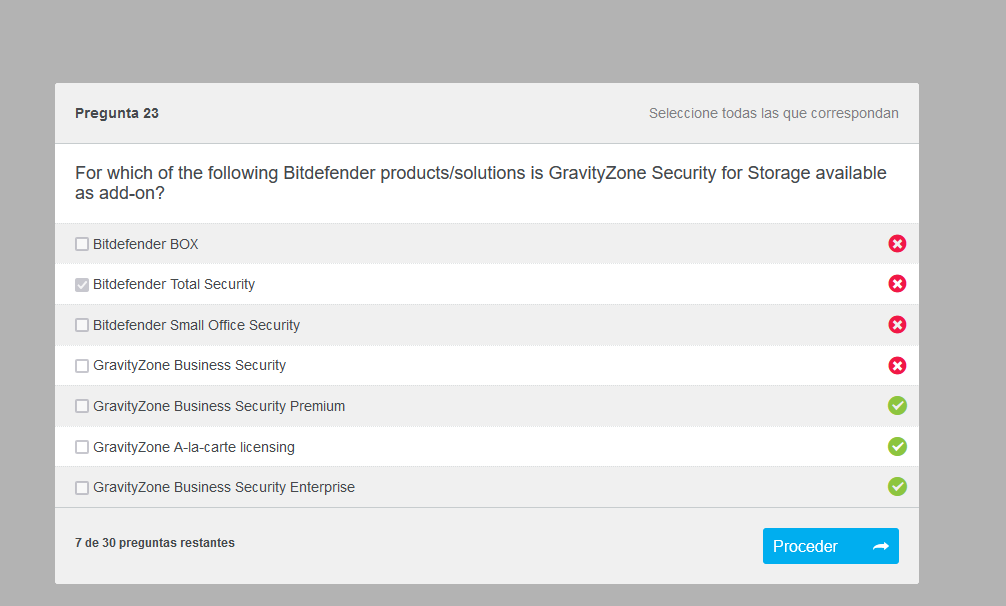 Pregunta 23
Seleccione todas las que correspondan
For which of the following Bitdefender products/solutions is GravityZone Security for Storage available
as add-on?
Bitdefender BOX
Bitdefender Total Security
Bitdefender Small Office Security
GravityZone Business Security
GravityZone Business Security Premium
GravityZone A-la-carte licensing
GravityZone Business Security Enterprise
7 de 30 preguntas restantes
Proceder